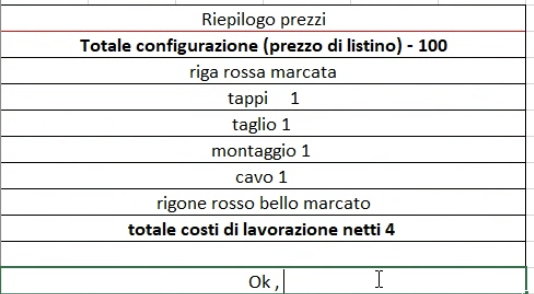 Riepilogo prezzi
Totale configurazione (prezzo di listino) - 100
riga rossa marcata
tappi 1
taglio 1
montaggio 1
cavo 1
rigone rosso bello marcato
totale costi di lavorazione netti 4
Ok ,